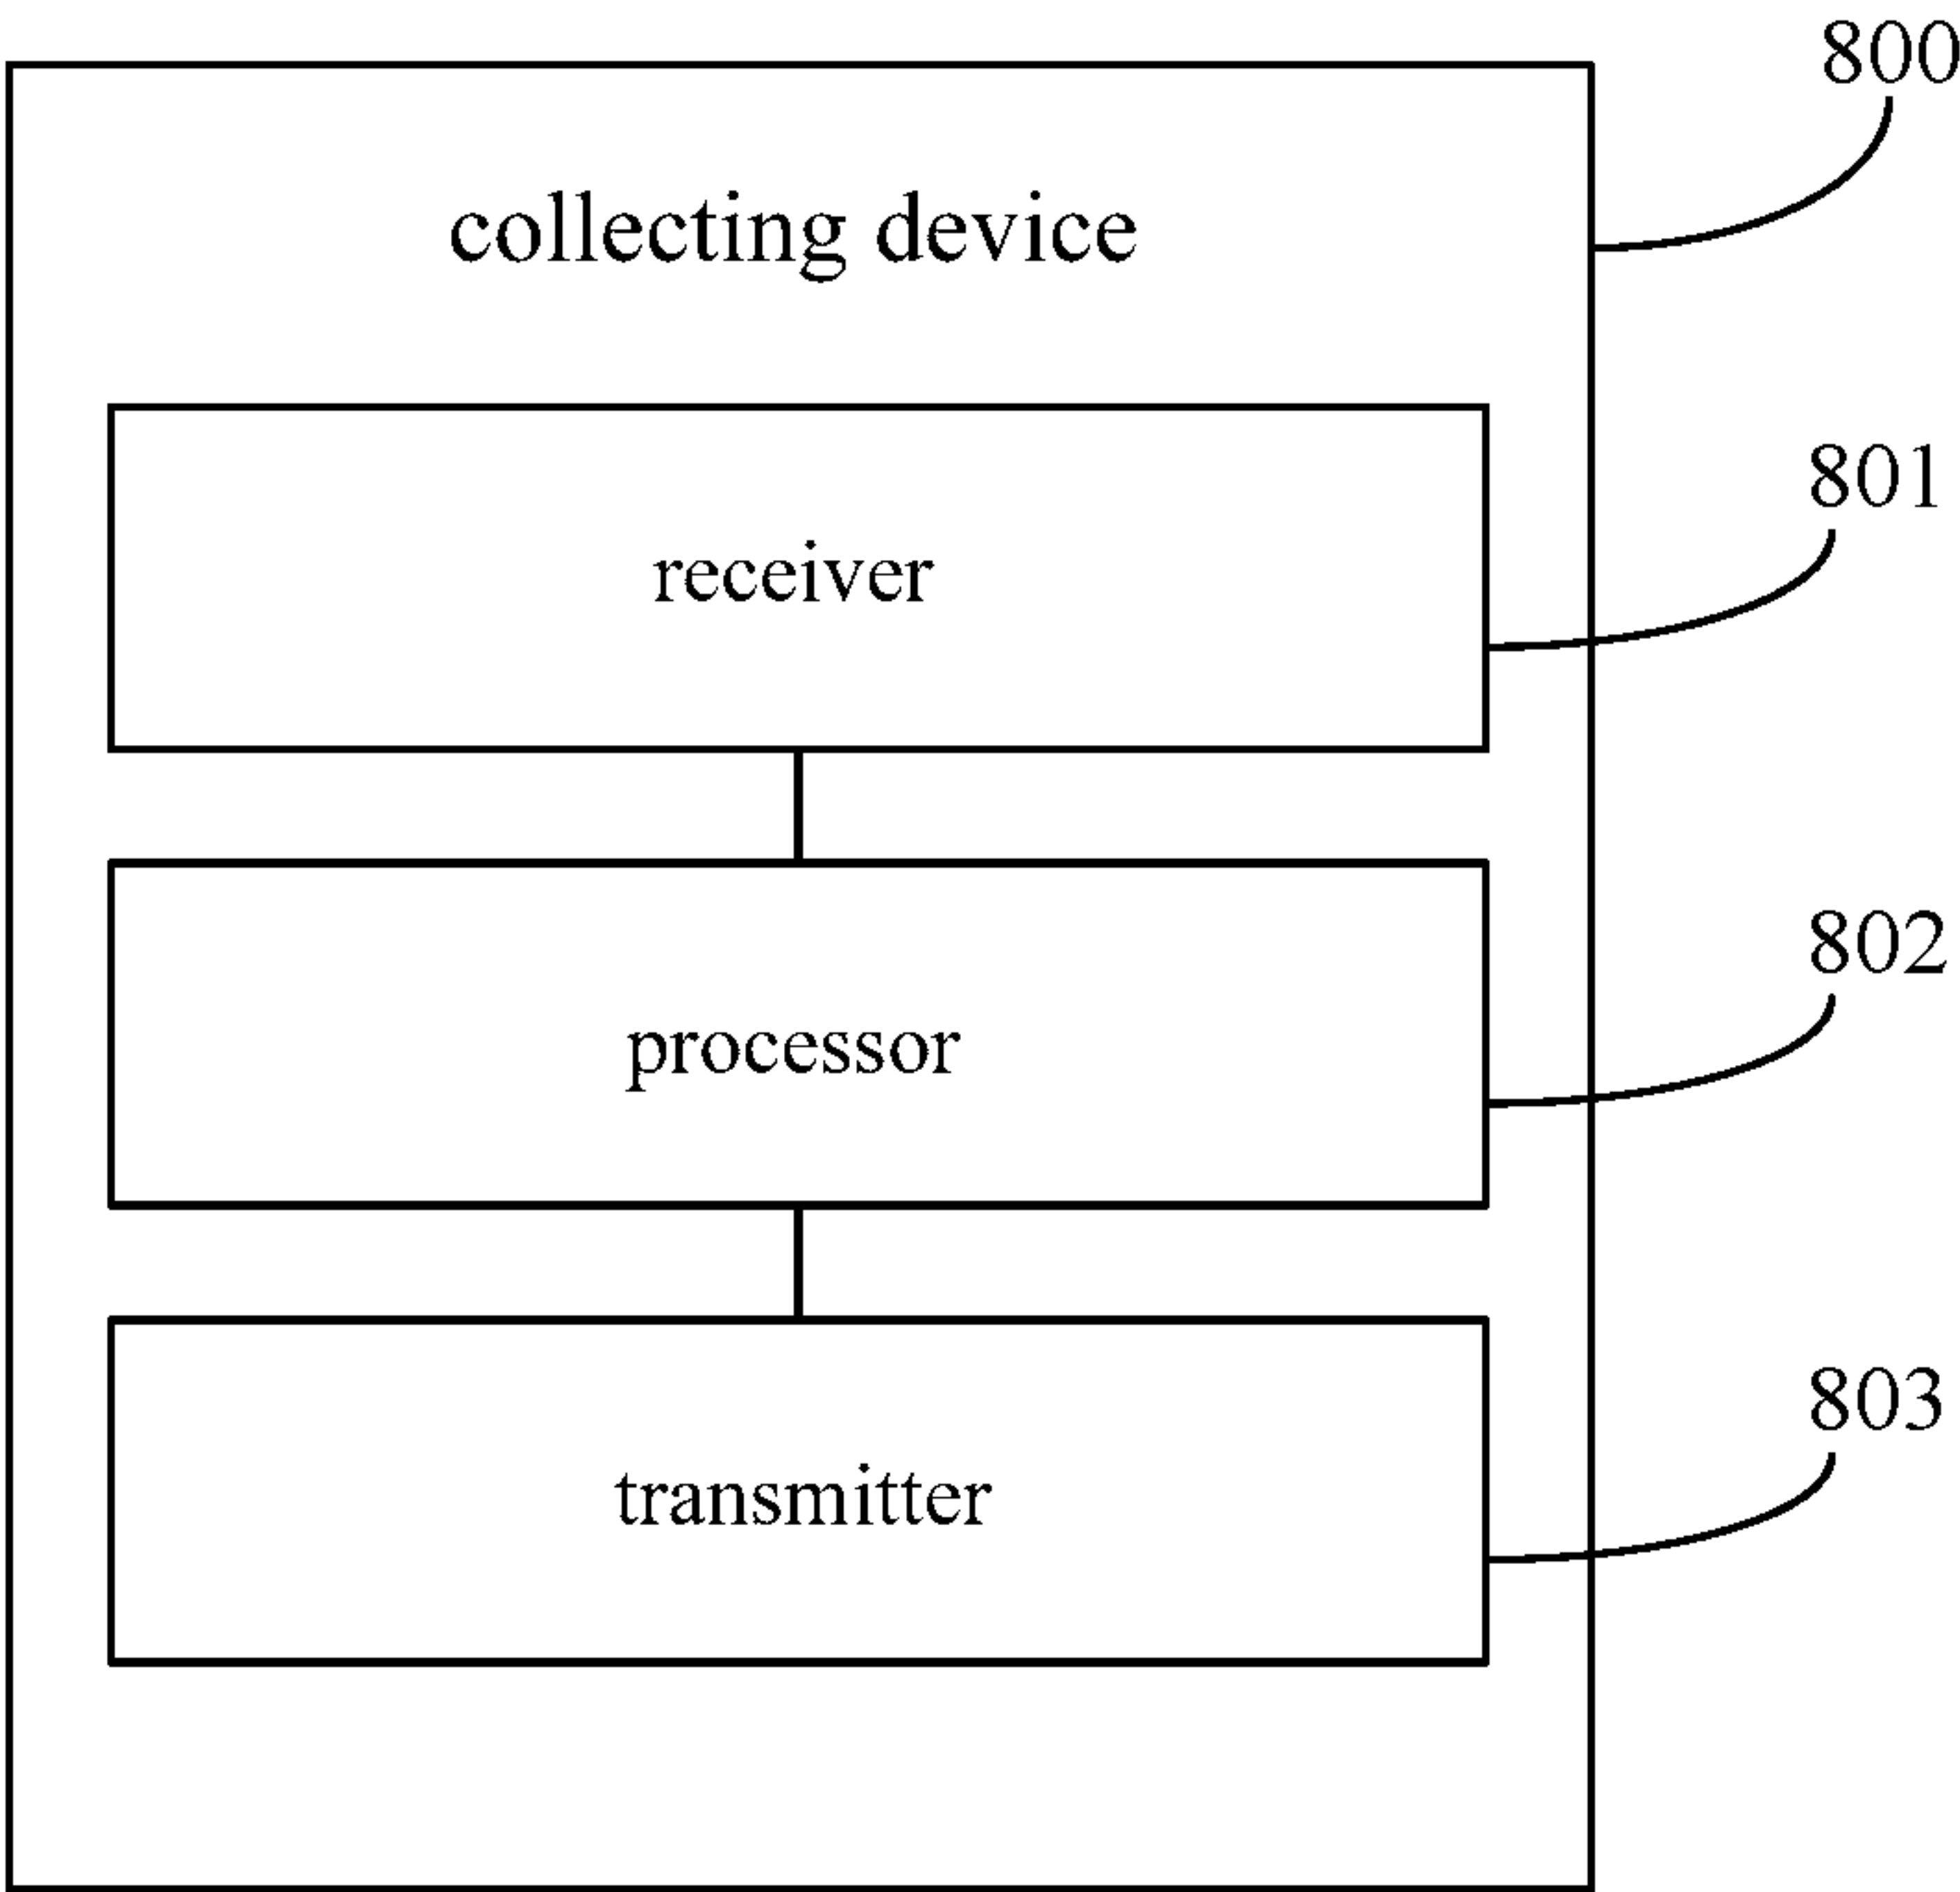 800
collecting device
801
receiver
802
processor
803
transmitter